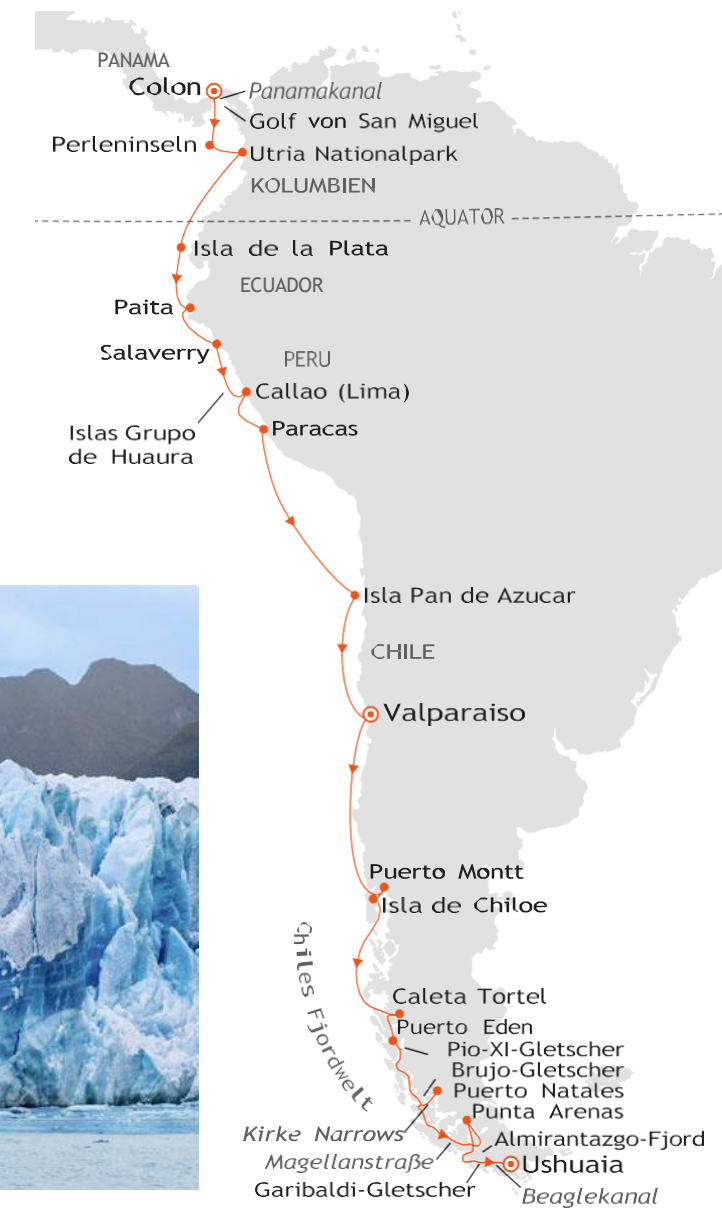 PANAMA
Colon
Panamakanal
Golf von San Miguel
Perleninseln
Utria Nationalpark
KOLUMBIEN
AQUATOR
Isla de la Plata
ECUADOR
Paita
Salaverry
PERU
Callao (Lima)
Islas Grupo
de Huaura
Paracas
Isla Pan de Azucar
CHILE
Valparaiso
Puerto Montt
Isla de Chiloe
Chiles Fjordwelt
Caleta Tortel
Puerto Eden
Pio-XI-Gletscher
Brujo-Gletscher
Puerto Natales
Punta Arenas
Kirke Narrows
Almirantazgo-Fjord
Magellanstraße
Ushuaia
Garibaldi-Gletscher
Beaglekanal